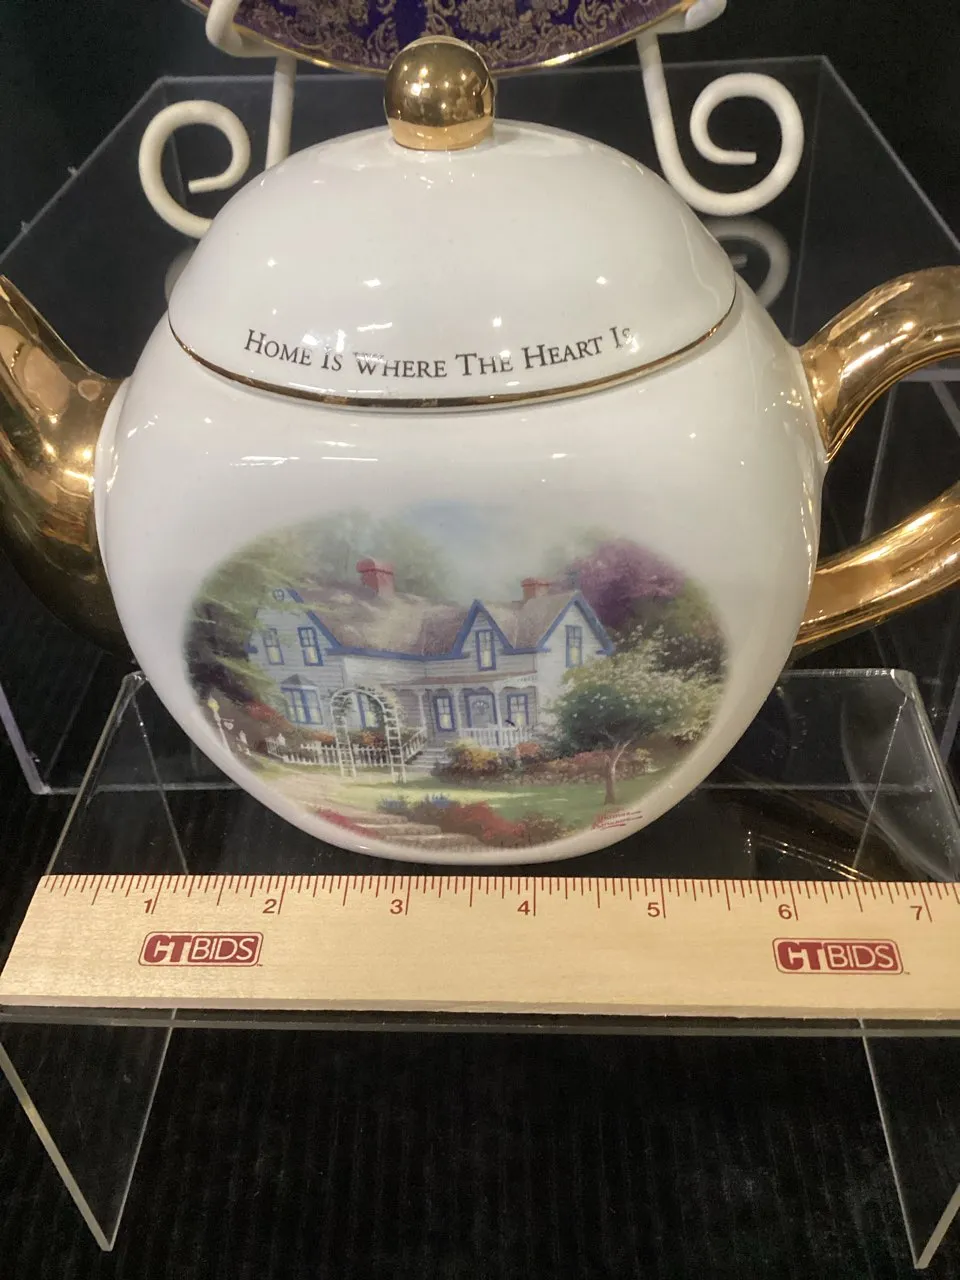 HOME IS WHERE THE HEART IS
1 2 3 4 5 6 7
CTBIDS CTBIDS